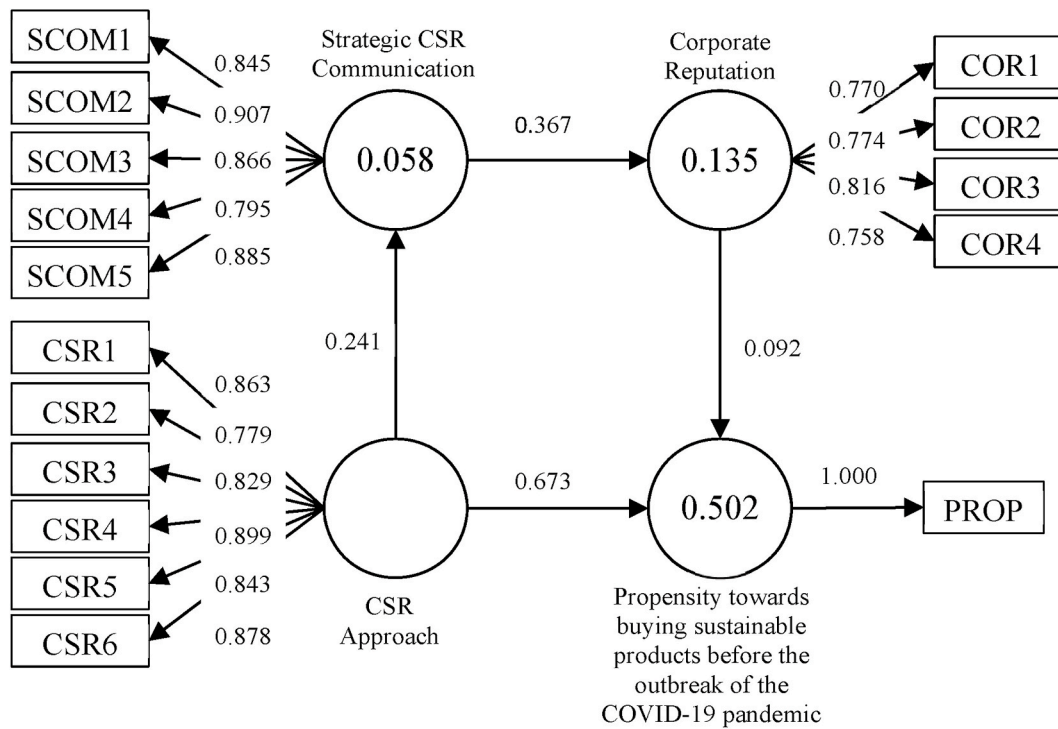 SCOM1
SCOM2
SCOM3
SCOM4
SCOM5
0.845
0.907
0.866
0.795
0.885
Strategic CSR
Communication
0.058
0.367
Corporate
Reputation
0.135
0.770
0.774
0.816
0.758
COR1
COR2
COR3
COR4
0.241
0.092
CSR1
CSR2
CSR3
CSR4
CSR5
CSR6
0.863
0.779
0.829
0.899
0.843
0.878
CSR
Approach
0.673
0.502
1.000
PROP
Propensity towards
buying sustainable
products before the
outbreak of the
COVID-19 pandemic